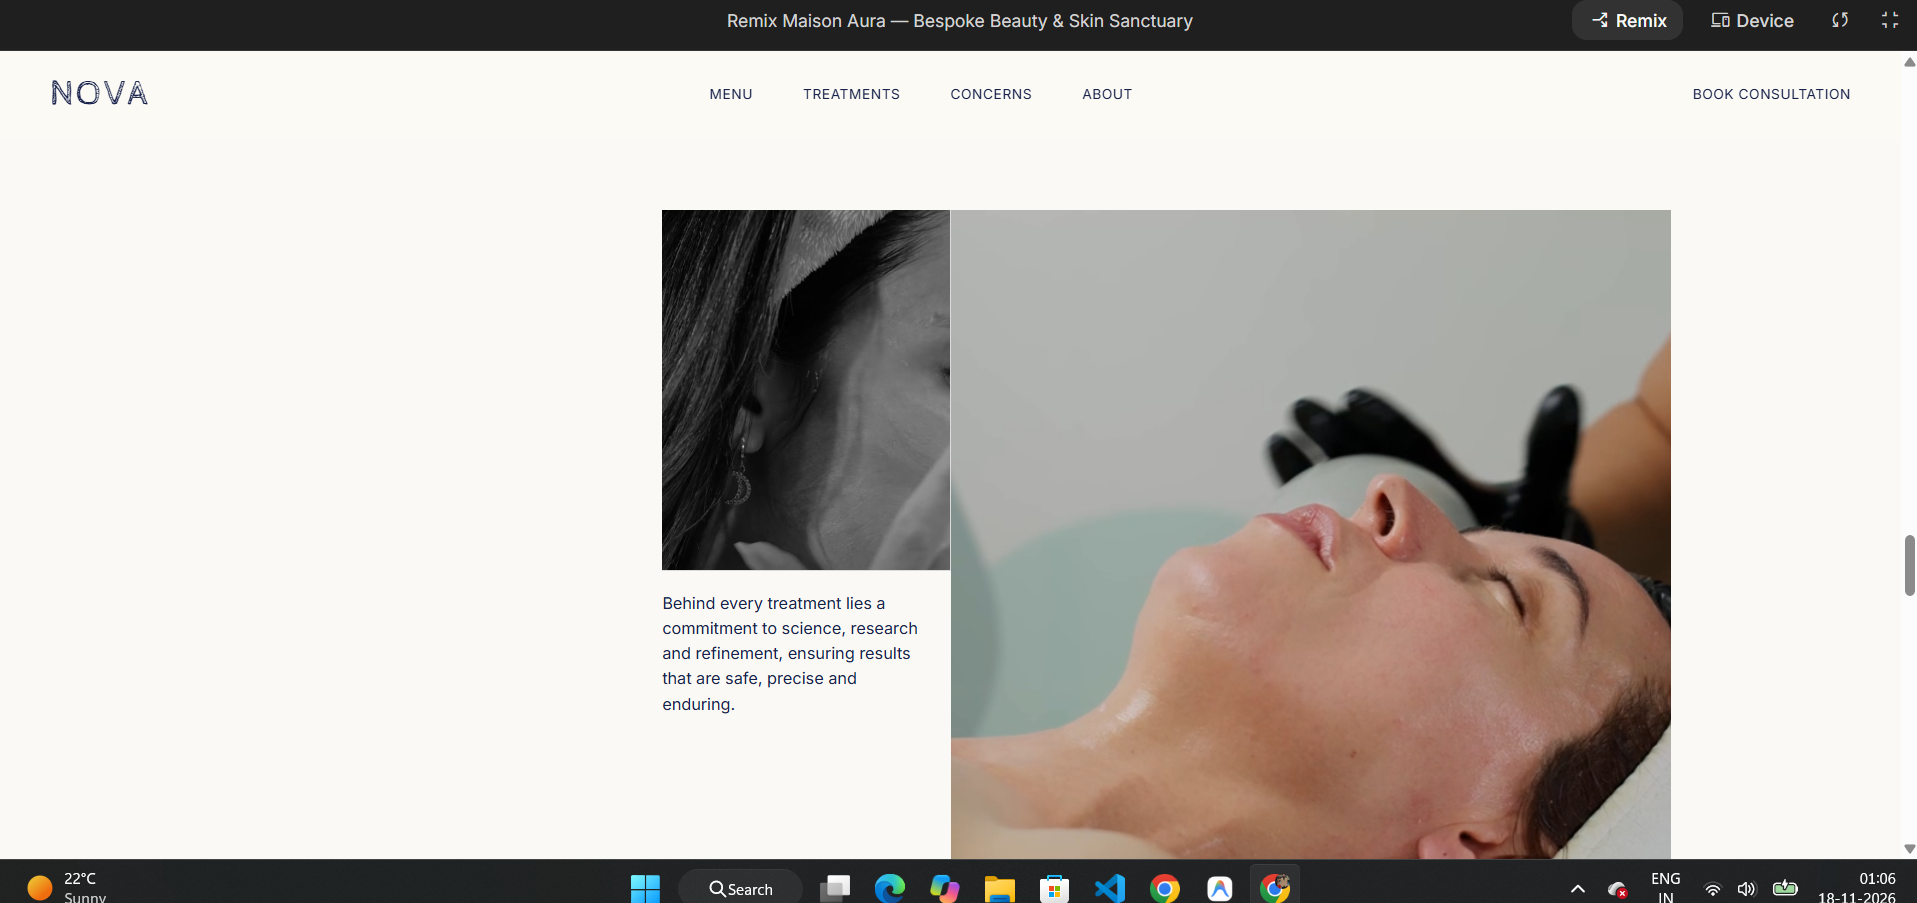 Remix Maison Aura — Bespoke Beauty & Skin Sanctuary
Remix
Device
NOVA
MENU
TREATMENTS
CONCERNS
ABOUT
BOOK CONSULTATION
Behind every treatment lies a
commitment to science, research
and refinement, ensuring results
that are safe, precise and
enduring.
22°C
Sunny
Search
ENG
IN
01:06
18-11-2026